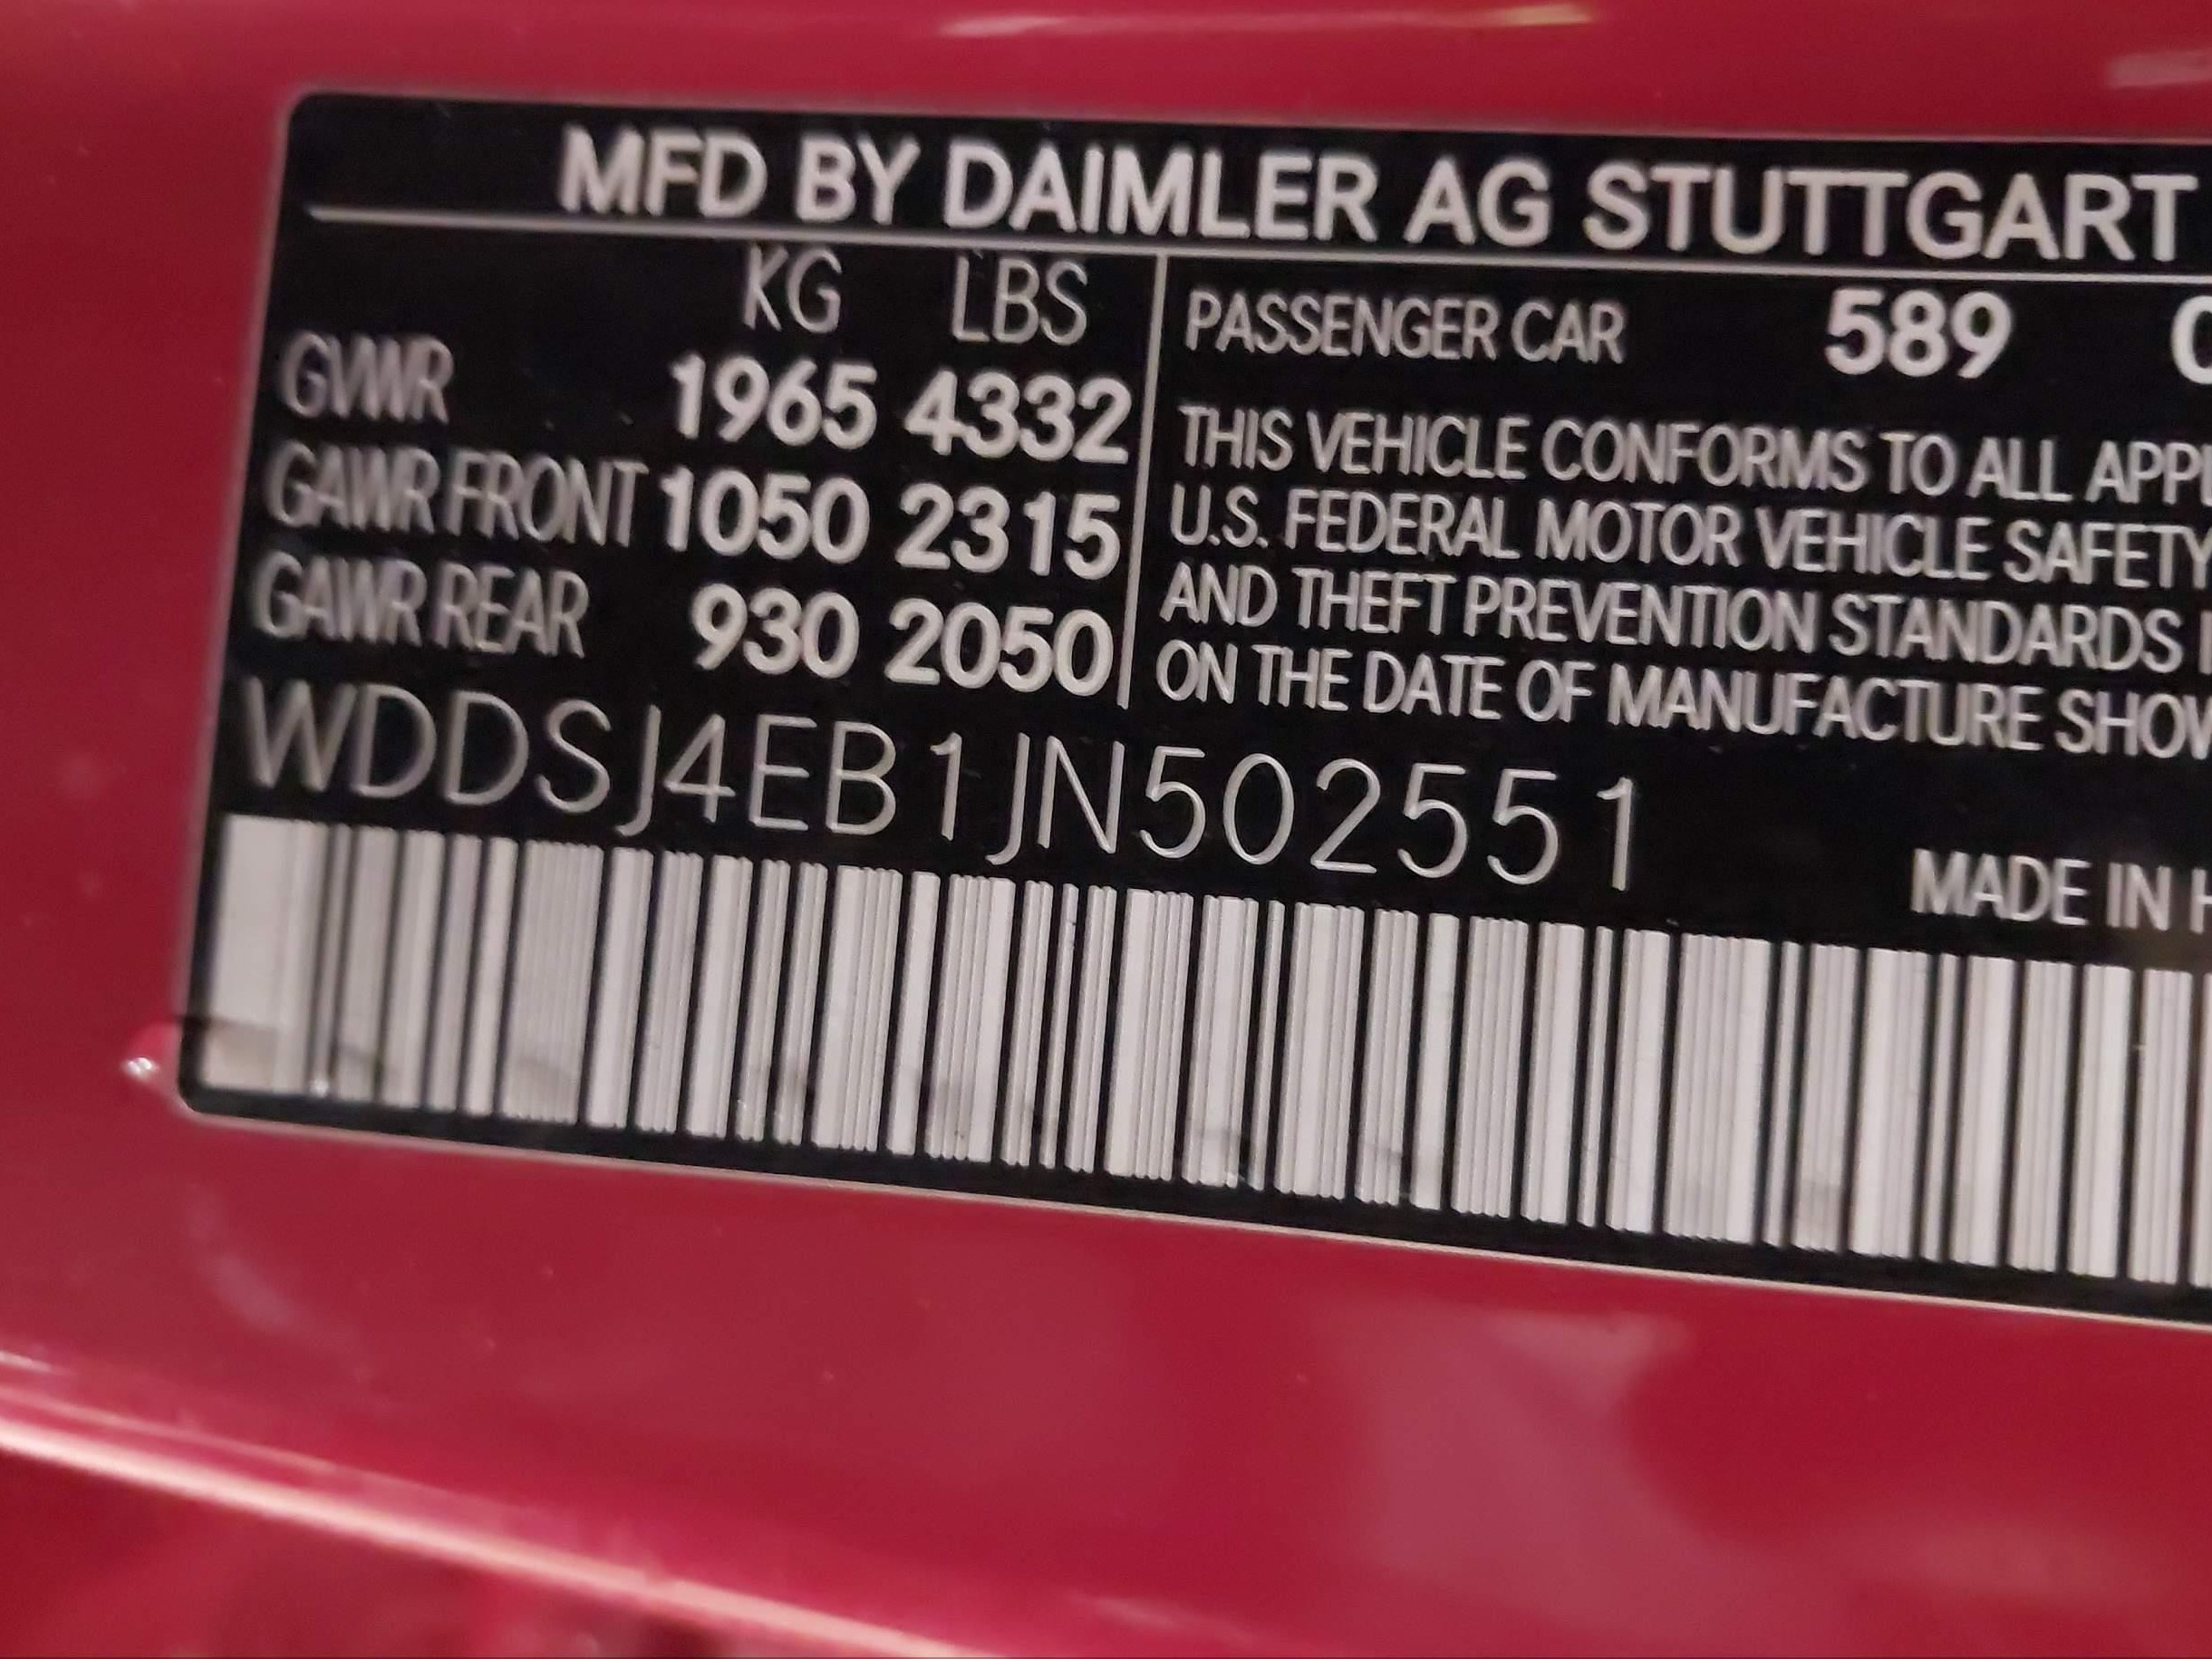 MFD BY DAIMLER AG STUTTGART
KG LBS
GVWR 1965 4332
GAWR FRONT 1050 2315
GAWR REAR 930 2050
PASSENGER CAR 589
THIS VEHICLE CONFORMS TO ALL
U.S. FEDERAL MOTOR VEHICLE SAFETY
AND THEFT PREVENTION STANDARDS
ON THE DATE OF MANUFACTURE
WDDSJ4EB1JN502551
MADE IN